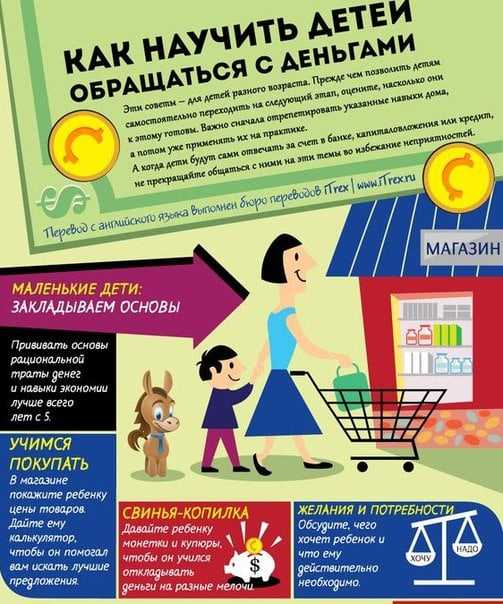 КАК НАУЧИТЬ ДЕТЕЙ
ОБРАЩАТЬСЯ С ДЕНЬГАМИ
Эти советы – для детей разного возраста. Прежде чем позволить детям
самостоятельно переходить на следующий этап, оцените, насколько они
к этому готовы. Важно сначала отрепетировать указанные навыки дома,
а потом уже применять их на практике.
А когда дети будут сами отвечать за счет в банке, капиталовложения или кредит,
не прекращайте общаться с ними на эти темы во избежание неприятностей.
Перевод с английского языка выполнен бюро переводов iTrex | www.iTrex.ru
МАГАЗИН
МАЛЕНЬКИЕ ДЕТИ:
ЗАКЛАДЫВАЕМ ОСНОВЫ
Прививать основы
рациональной
траты денег
и навыки экономии
лучше всего
лет с 5.
УЧИМСЯ
ПОКУПАТЬ
В магазине
покажите ребенку
цены товаров.
Дайте ему
калькулятор,
чтобы он помогал
вам искать лучшие
предложения.
СВИНЬЯ-КОПИЛКА
Давайте ребенку
монетки и купюры,
чтобы он учился
откладывать
деньги на разные мелочи.
$
ЖЕЛАНИЯ И ПОТРЕБНОСТИ
Обсудите, чего
хочет ребенок и
что ему
действительно
необходимо.
ХОЧУ
НАДО